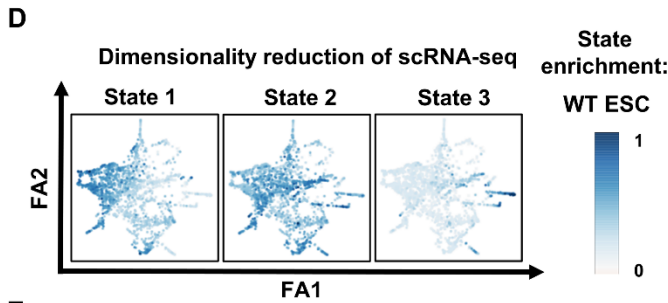 D
Dimensionality reduction of scRNA-seq
State 1
State 2
State 3
FA2
FA1
State
enrichment:
WT ESC
1
0